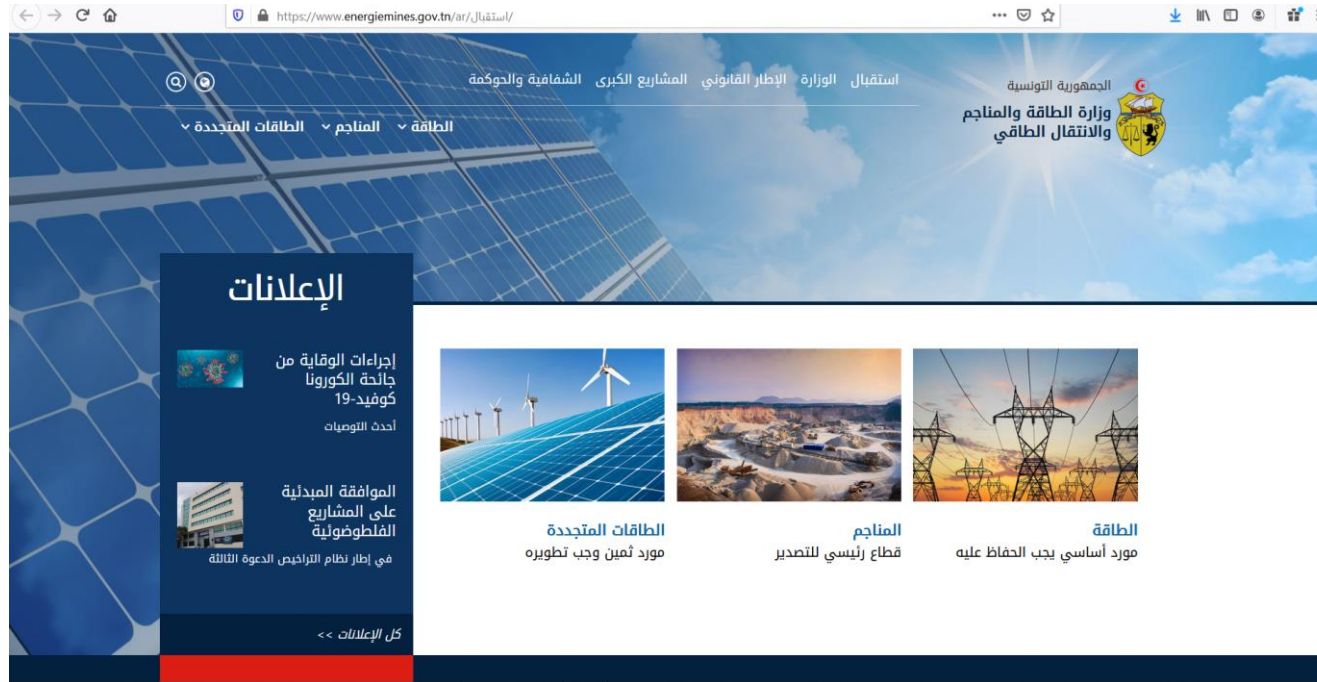 https://www.energiemines.gov.tn/ar/استقبال/
الجمهورية التونسية
وزارة الطاقة والمناجم
والانتقال الطاقي
استقبال الوزارة الإطار القانوني المشاريع الكبرى الشفافية والحوكمة
الطاقة المناجم الطاقات المتجددة
الطاقة
مورد أساسي يجب الحفاظ عليه
المناجم
قطاع رئيسي للتصدير
الطاقات المتجددة
مورد ثمين وجب تطويره
الإعلانات
إجراءات الوقاية من
جائحة الكورونا
كوفيد-19
أحدث التوصيات
الموافقة المبدئية
على المشاريع
الفلطوضوئية
في إطار نظام التراخيص الدعوة الثالثة
كل الإعلانات >>